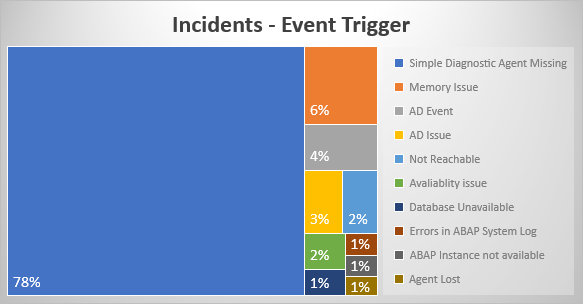 Incidents - Event Trigger
78%
6%
4%
3%
2%
2%
1%
1%
1%
1%
Simple Diagnostic Agent Missing
Memory Issue
AD Event
AD Issue
Not Reachable
Avaliablity issue
Database Unavailable
Errors in ABAP System Log
ABAP Instance not available
Agent Lost